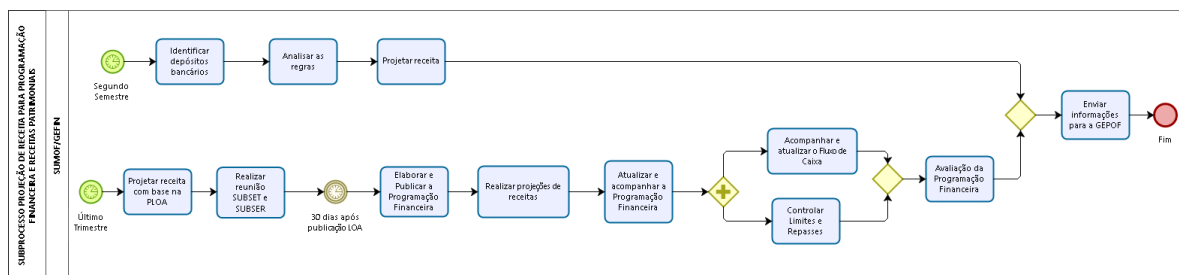 SUBPROCESSO PROJEÇÃO DE RECEITA PARA PROGRAMAÇÃO
FINANCEIRA E RECEITAS PATRIMONIAIS
SUMOF/GEFIN
Segundo
Semestre
Identificar
depósitos
bancários
Analisar as
regras
Projetar receita
Último
Trimestre
Projetar receita
com base na
PLOA
Realizar
reunião
SUBSET e
SUBSER
30 dias após
publicação LOA
Elaborar e
Publicar a
Programação
Financeira
Realizar projeções de
receitas
Atualizar e
acompanhar a
Programação
Financeira
Acompanhar e
atualizar o Fluxo de
Caixa
Controlar
Limites e
Repasses
Avaliação da
Programação
Financeira
Enviar
informações
para a GEPOF
Fim